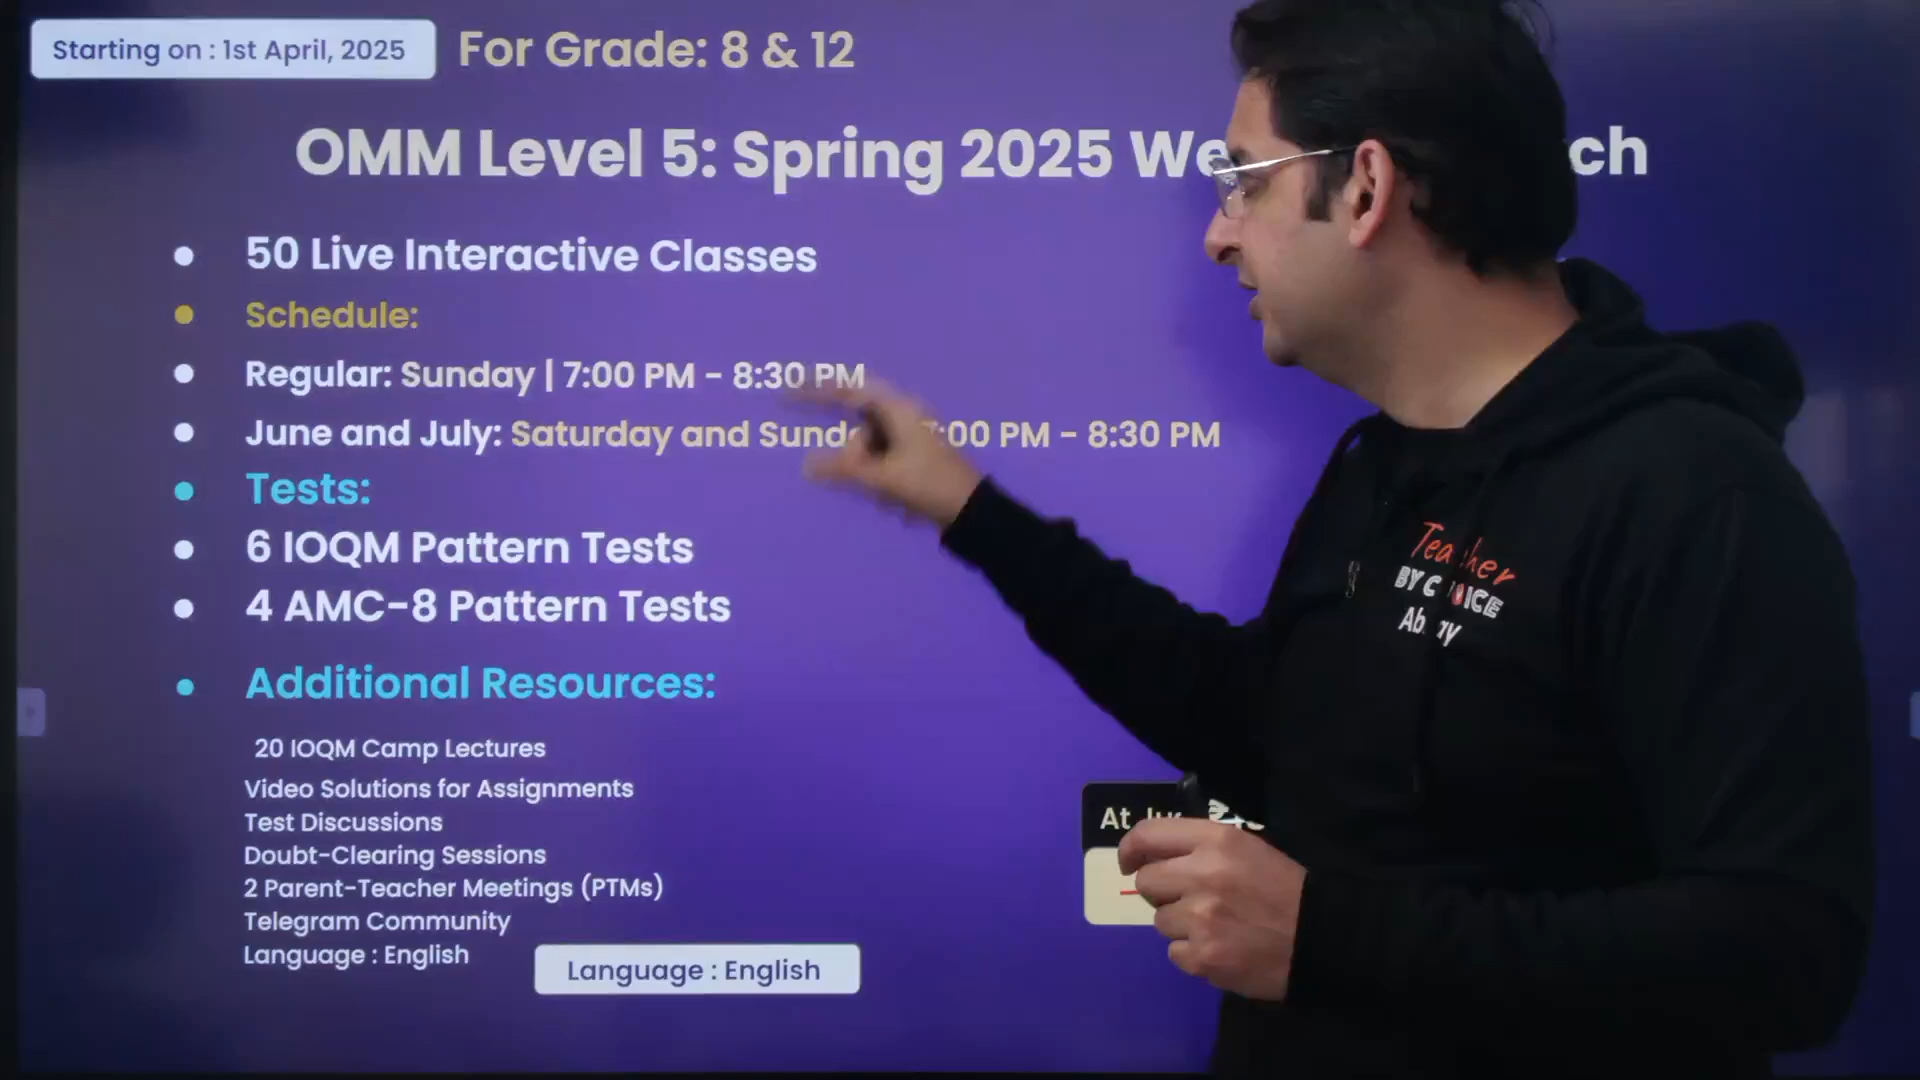 Starting on : 1st April, 2025
For Grade: 8 & 12
OMM Level 5: Spring 2025
50 Live Interactive Classes
Schedule:
Regular: Sunday | 7:00 PM - 8:30 PM
June and July: Saturday and :00 PM - 8:30 PM
Tests:
6 IOQM Pattern Tests
4 AMC-8 Pattern Tests
Additional Resources:
20 IOQM Camp Lectures
Video Solutions for Assignments
Test Discussions
Doubt-Clearing Sessions
2 Parent-Teacher Meetings (PTMs)
Telegram Community
Language : English
Language : English
At
Teacher
BY CHOICE